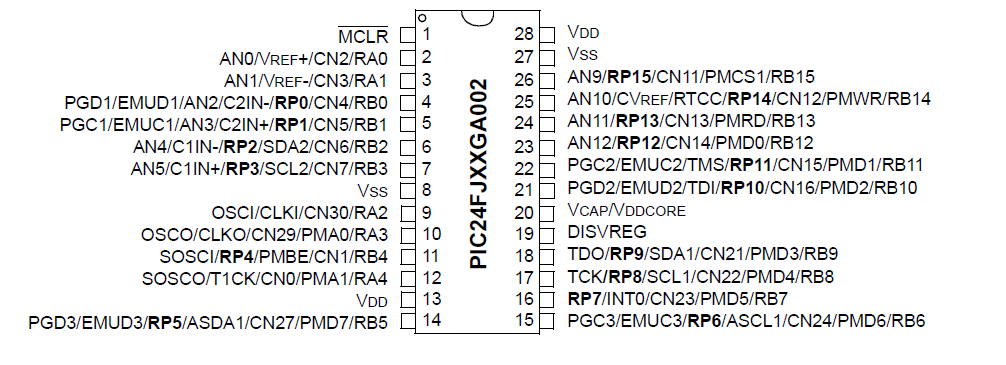 MCLR 1
AN0/VREF+/CN2/RA0 2
AN1/VREF-/CN3/RA1 3
PGD1/EMUD1/AN2/C2IN-/RP0/CN4/RB0 4
PGC1/EMUC1/AN3/C2IN+/RP1/CN5/RB1 5
AN4/C1IN-/RP2/SDA2/CN6/RB2 6
AN5/C1IN+/RP3/SCL2/CN7/RB3 7
VSS 8
OSCI/CLKI/CN30/RA2 9
OSCO/CLKO/CN29/PMA0/RA3 10
SOSCI/RP4/PMBE/CN1/RB4 11
SOSCO/T1CK/CN0/PMA1/RA4 12
VDD 13
PGD3/EMUD3/RP5/ASDA1/CN27/PMD7/RB5 14
PIC24FJXXGA002
28 VDD
27 VSS
26 AN9/RP15/CN11/PMCS1/RB15
25 AN10/CVREF/RTCC/RP14/CN12/PMWR/RB14
24 AN11/RP13/CN13/PMRD/RB13
23 AN12/RP12/CN14/PMD0/RB12
22 PGC2/EMUC2/TMS/RP11/CN15/PMD1/RB11
21 PGD2/EMUD2/TDI/RP10/CN16/PMD2/RB10
20 VCAP/VDDCORE
19 DISVREG
18 TDO/RP9/SDA1/CN21/PMD3/RB9
17 TCK/RP8/SCL1/CN22/PMD4/RB8
16 RP7/INT0/CN23/PMD5/RB7
15 PGC3/EMUC3/RP6/ASCL1/CN24/PMD6/RB6